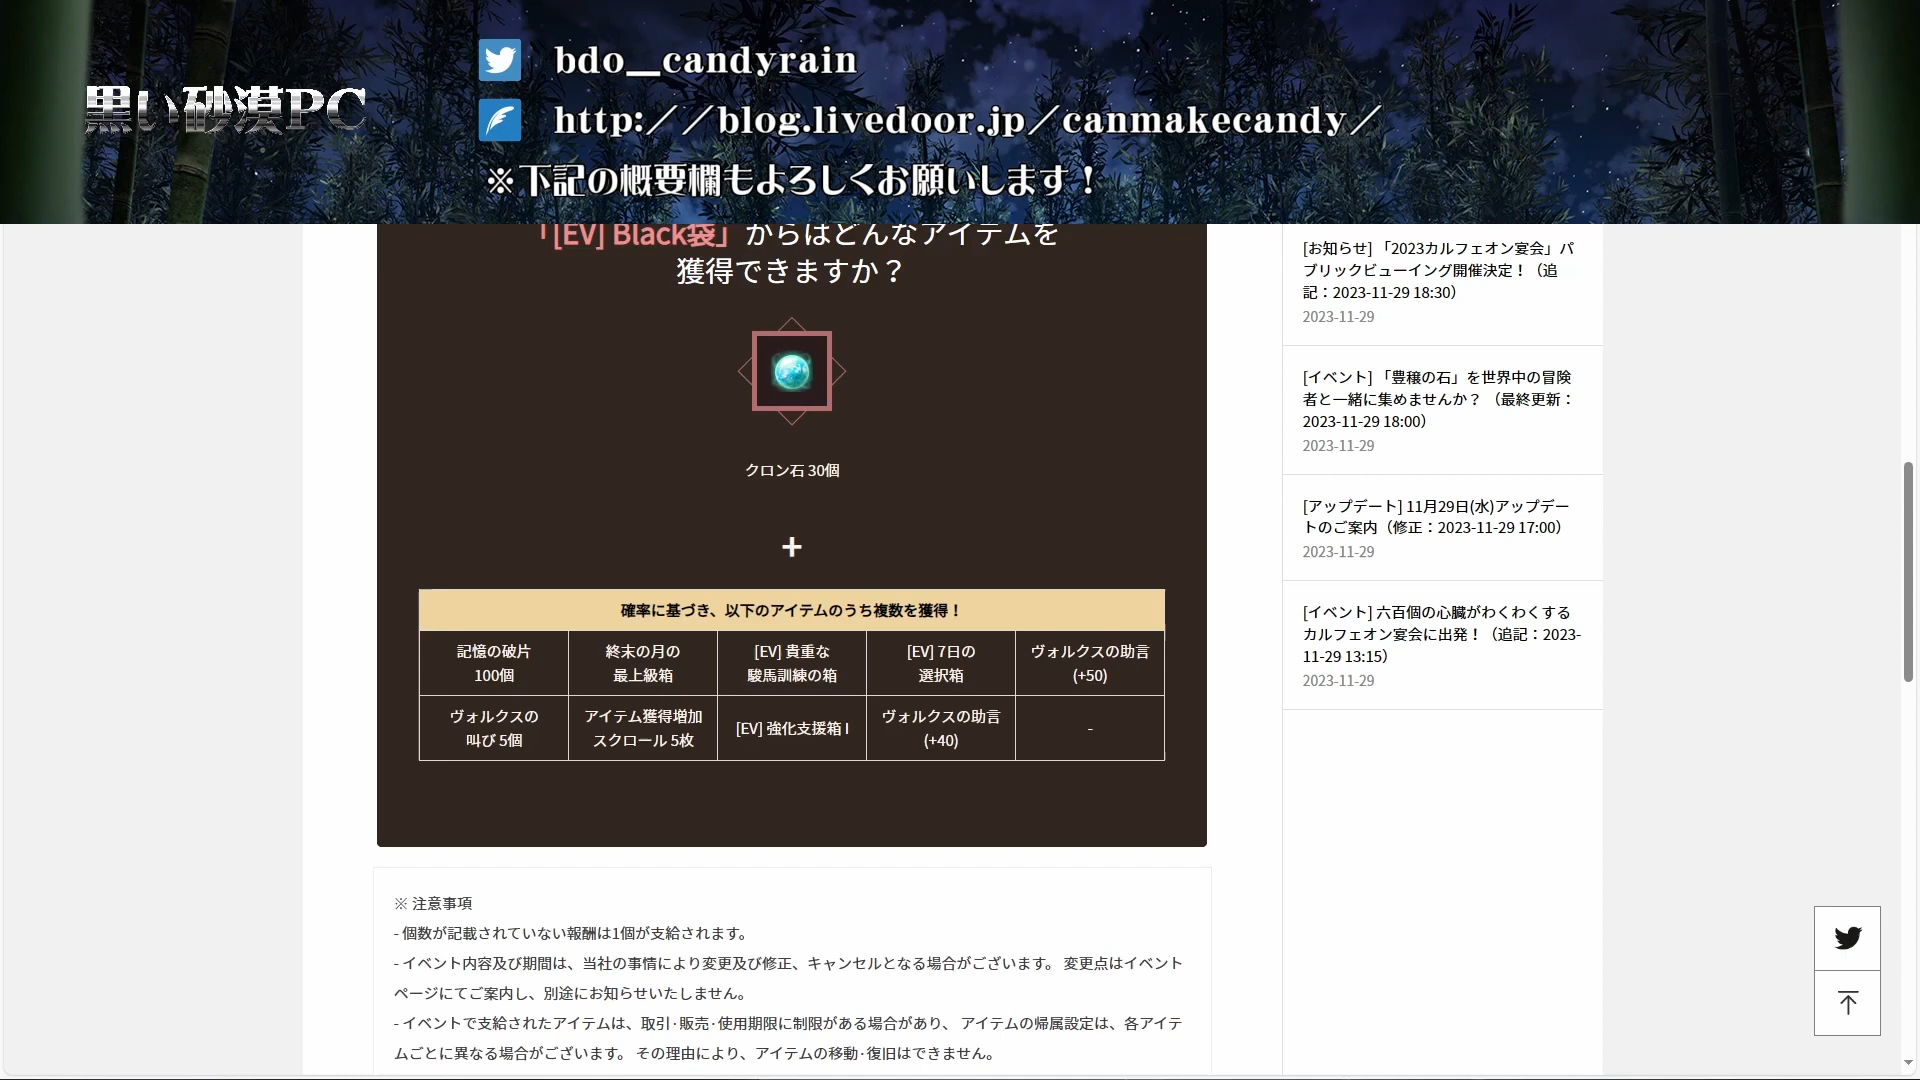 黒い砂漠PC
bdo__candyrain
http://blog.livedoor.jp/canmakecandy/
※下記の概要欄もよろしくお願いします！
「[EV] Black袋」からはどんなアイテムを
獲得できますか？
クロン石 30個
+
確率に基づき、以下のアイテムのうち複数を獲得！
記憶の破片
100個
終末の月の
最上級箱
[EV] 貴重な
駿馬訓練の箱
[EV] 7日の
選択箱
ヴォルクスの助言
(+50)
ヴォルクスの
叫び 5個
アイテム獲得増加
スクロール 5枚
[EV] 強化支援箱 I
ヴォルクスの助言
(+40)
-
※ 注意事項
- 個数が記載されていない報酬は1個が支給されます。
- イベント内容及び期間は、当社の事情により変更及び修正、キャンセルとなる場合がございます。 変更点はイベント
ページにてご案内し、別途にお知らせいたしません。
- イベントで支給されたアイテムは、取引·販売·使用期限に制限がある場合があり、 アイテムの帰属設定は、各アイテ
ムごとに異なる場合がございます。 その理由により、アイテムの移動·復旧はできません。
[お知らせ] 「2023カルフェオン宴会」パ
ブリックビューイング開催決定！（追
記：2023-11-29 18:30）
2023-11-29
[イベント] 「豊穣の石」を世界中の冒険
者と一緒に集めませんか？ （最終更新：
2023-11-29 18:00）
2023-11-29
[アップデート] 11月29日(水)アップデー
トのご案内（修正：2023-11-29 17:00）
2023-11-29
[イベント] 六百個の心臓がわくわくする
カルフェオン宴会に出発！（追記：2023-
11-29 13:15）
2023-11-29